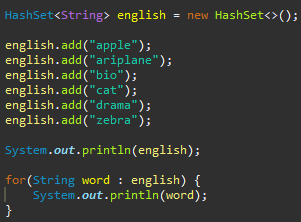 HashSet<String> english = new HashSet<>();
english.add("apple");
english.add("ariplane");
english.add("bio");
english.add("cat");
english.add("drama");
english.add("zebra");
System.out.println(english);
for(String word : english) {
System.out.println(word);
}